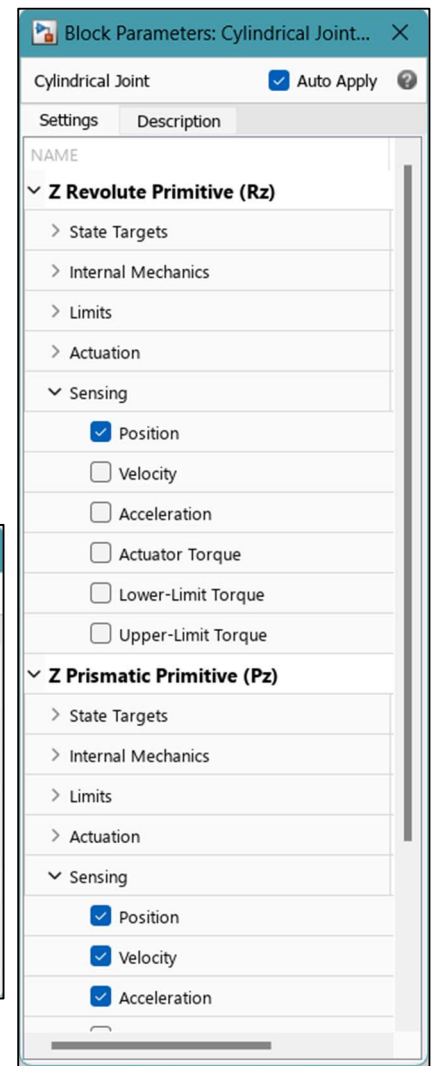 Block Parameters: Cylindrical Joint...
Cylindrical Joint Auto Apply
Settings Description
NAME
Z Revolute Primitive (Rz)
State Targets
Internal Mechanics
Limits
Actuation
Sensing
Position
Velocity
Acceleration
Actuator Torque
Lower-Limit Torque
Upper-Limit Torque
Z Prismatic Primitive (Pz)
State Targets
Internal Mechanics
Limits
Actuation
Sensing
Position
Velocity
Acceleration